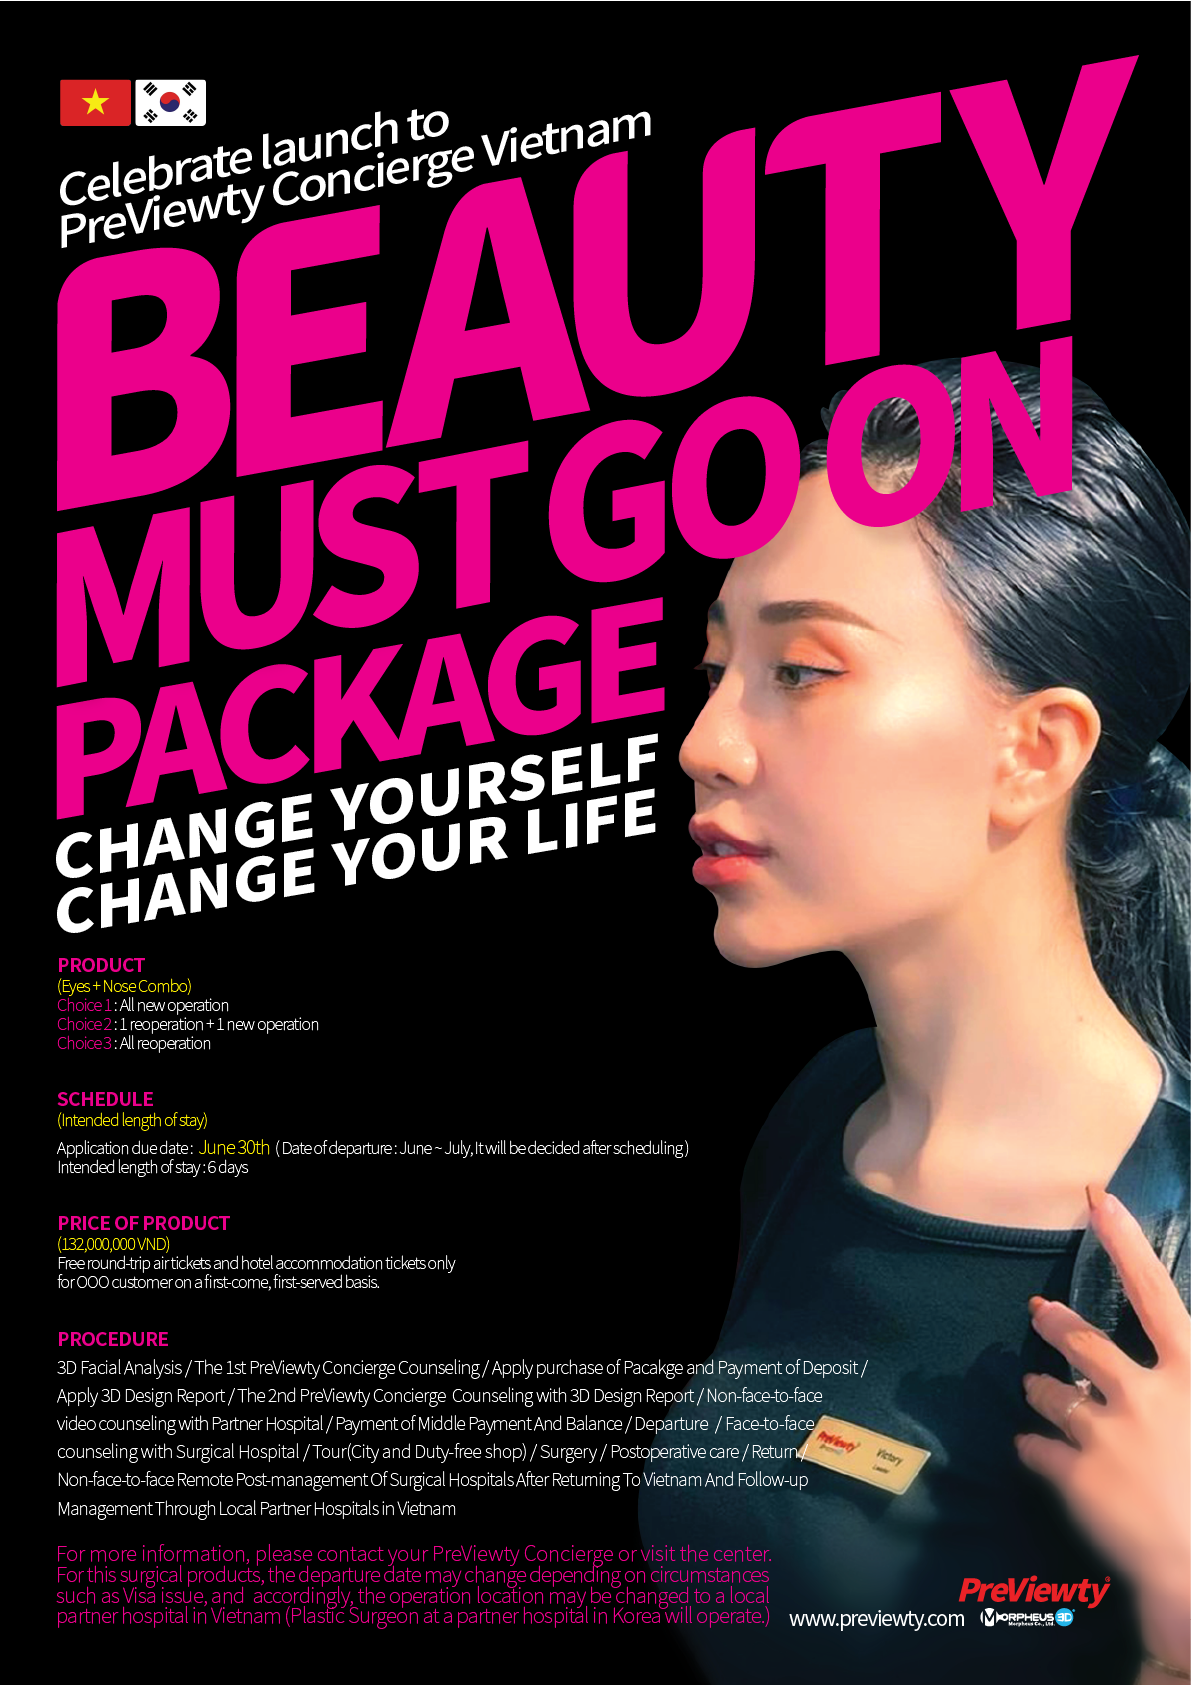 Celebrate launch to
PreViewty Concierge Vietnam
BEAUTY
MUST GO ON
PACKAGE
CHANGE YOURSELF
CHANGE YOUR LIFE
PRODUCT
(Eyes + Nose Combo)
Choice 1 : All new operation
Choice 2 : 1 reoperation + 1 new operation
Choice 3 : All reoperation
SCHEDULE
(Intended length of stay)
Application due date : June 30th ( Date of departure : June ~ July, It will be decided after scheduling )
Intended length of stay : 6 days
PRICE OF PRODUCT
(132,000,000 VND)
Free round-trip air tickets and hotel accommodation tickets only
for OOO customer on a first-come, first-served basis.
PROCEDURE
3D Facial Analysis / The 1st PreViewty Concierge Counseling / Apply purchase of Pacakge and Payment of Deposit /
Apply 3D Design Report / The 2nd PreViewty Concierge Counseling with 3D Design Report / Non-face-to-face
video counseling with Partner Hospital / Payment of Middle Payment And Balance / Departure / Face-to-face
counseling with Surgical Hospital / Tour(City and Duty-free shop) / Surgery / Postoperative care / Return /
Non-face-to-face Remote Post-management Of Surgical Hospitals After Returning To Vietnam And Follow-up
Management Through Local Partner Hospitals in Vietnam
PreViewty
Victory
Leader
For more information, please contact your PreViewty Concierge or visit the center.
For this surgical products, the departure date may change depending on circumstances
such as Visa issue, and accordingly, the operation location may be changed to a local
partner hospital in Vietnam (Plastic Surgeon at a partner hospital in Korea will operate.)
www.previewty.com
PreViewty®
MORPHEUS 3D
Morpheus Co., Ltd.